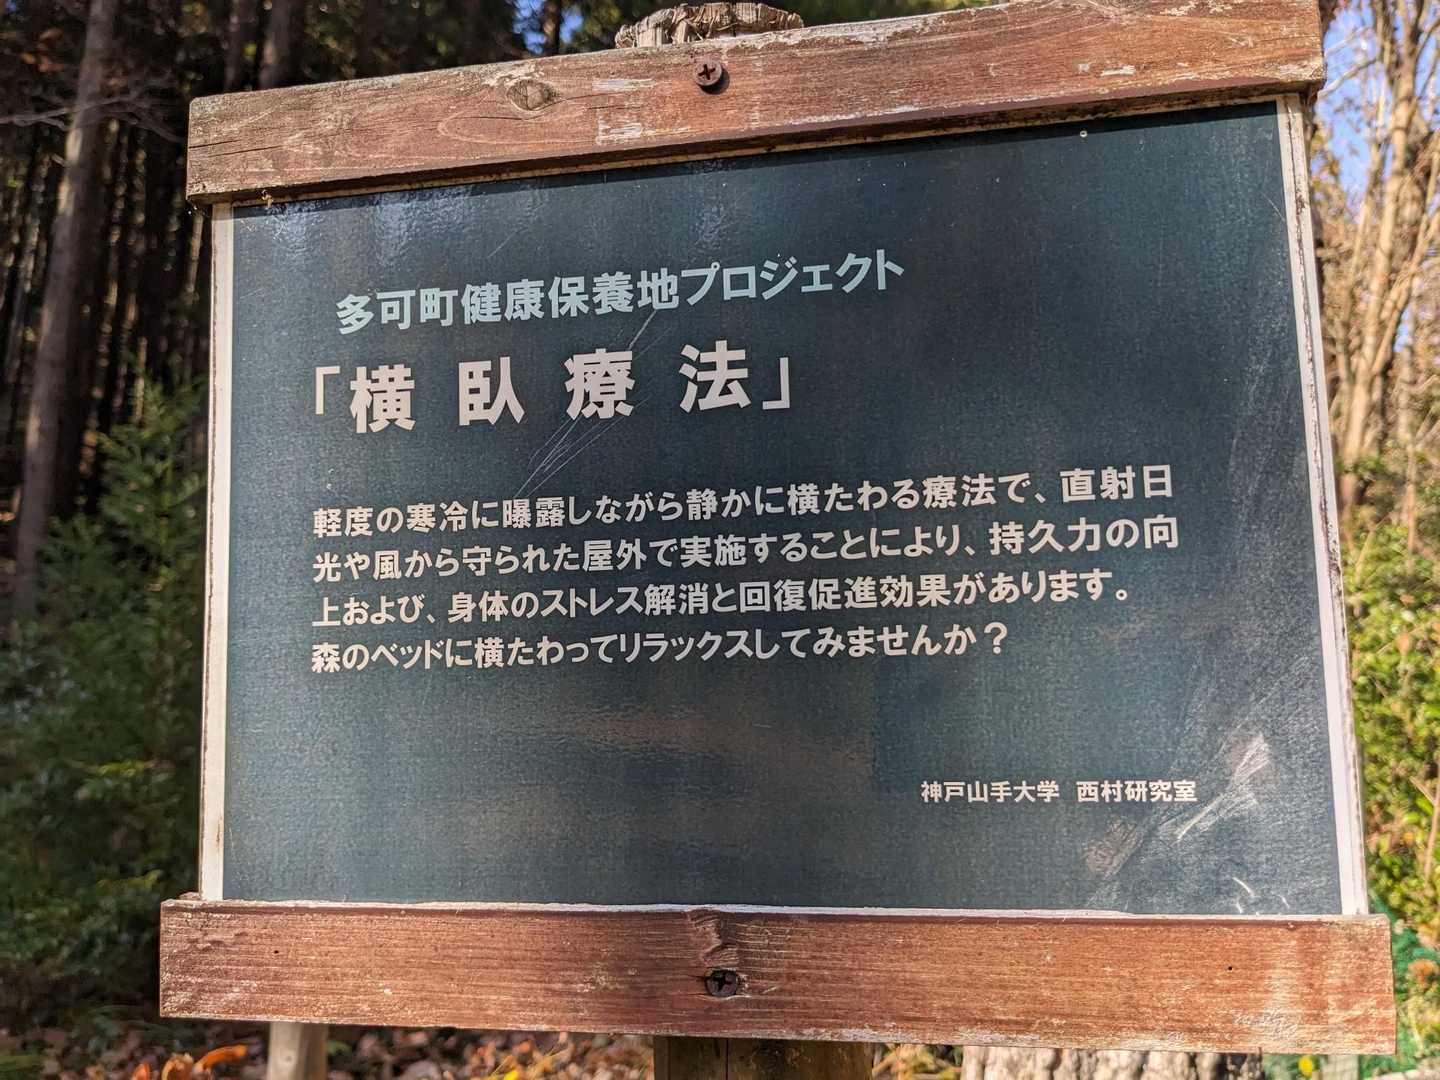 多可町健康保養地プロジェクト
「横臥療法」
軽度の寒冷に曝露しながら静かに横たわる療法で、直射日
光や風から守られた屋外で実施することにより、持久力の向
上および、身体のストレス解消と回復促進効果があります。
森のベッドに横たわってリラックスしてみませんか？
神戸山手大学　西村研究室